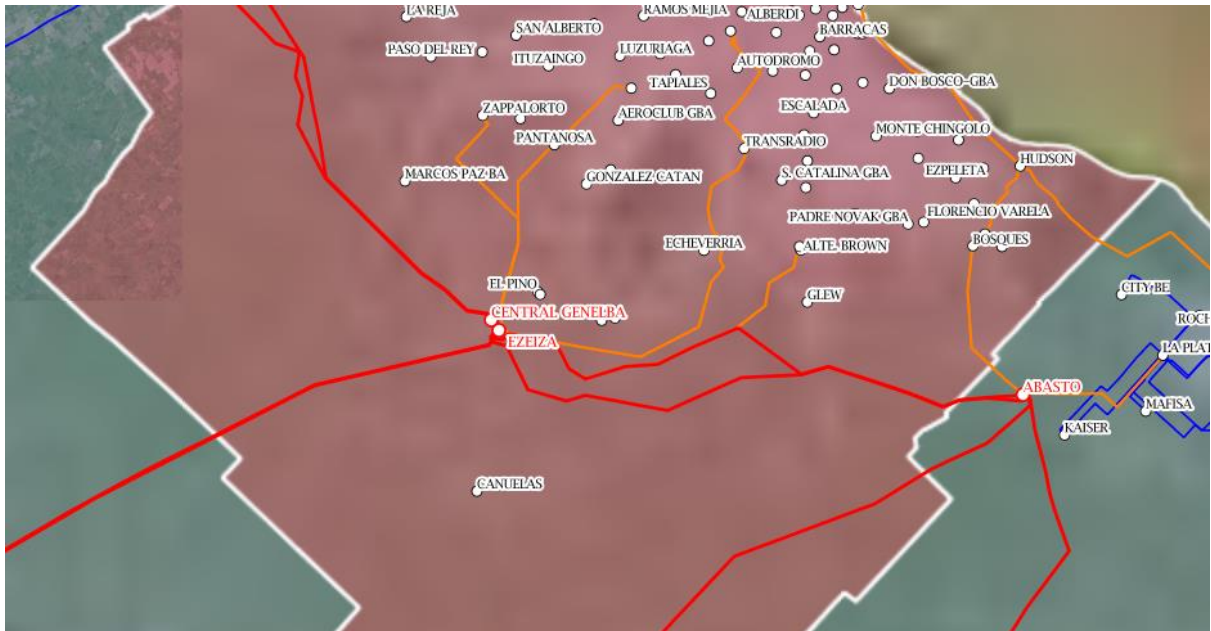 LA REJA
RAMOS MEJIA
ALBERDI
SAN ALBERTO
BARRACAS
PASO DEL REY
ITUZAINGO
LUZURIAGA
AUTODROMO
TAPIALES
DON BOSCO-GBA
ZAPPALORTO
AEROCLUB GBA
ESCALADA
PANTANOSA
TRANSRADIO
MONTE CHINGOLO
HUDSON
MARCOS PAZ BA
GONZALEZ CATAN
S. CATALINA GBA
EZPELETA
PADRE NOVAK GBA
FLORENCIO VARELA
ECHEVERRIA
ALTE. BROWN
BOSQUES
EL PINO
GLEW
CITY BE
CENTRAL GENELBA
ROCH
EZEIZA
LA PLAT
ABASTO
MAFISA
KAISER
CANUELAS